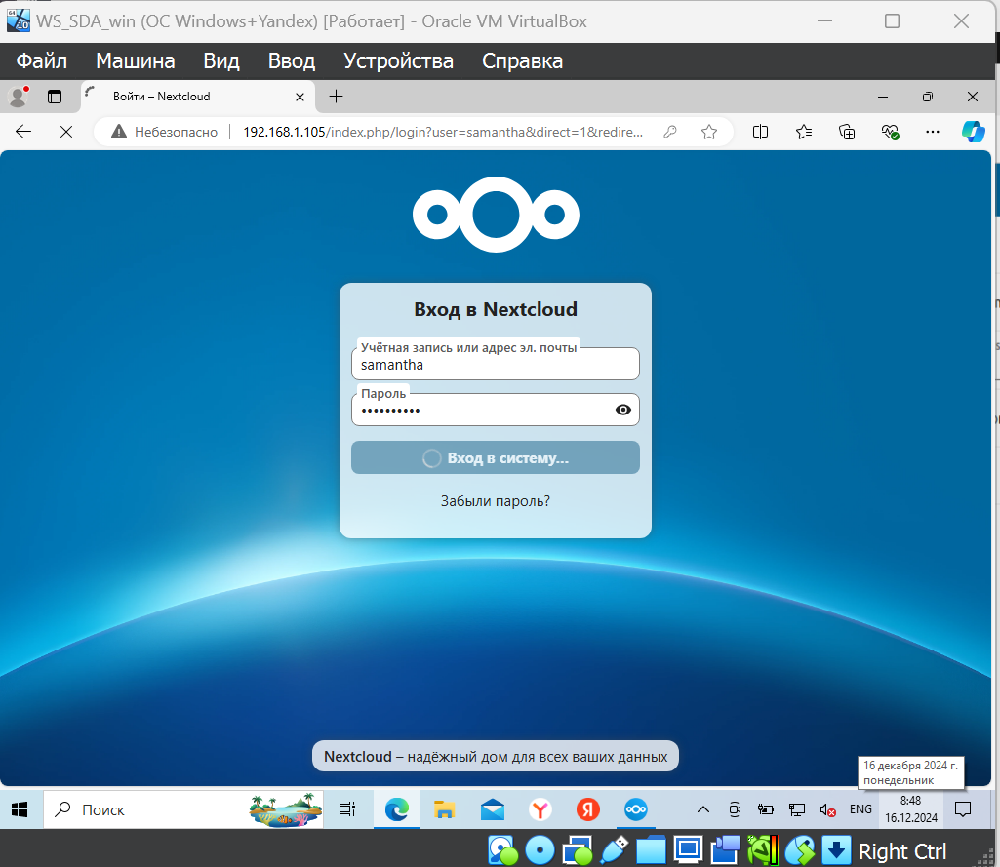 WS_SDA_win (ОС Windows+Yandex) [Работает] - Oracle VM VirtualBox
Файл Машина Вид Ввод Устройства Справка
Войти – Nextcloud
Небезопасно 192.168.1.105/index.php/login?user=samantha&direct=1&redire...
Вход в Nextcloud
Учётная запись или адрес эл. почты
samantha
Пароль
Вход в систему...
Забыли пароль?
Nextcloud – надёжный дом для всех ваших данных
16 декабря 2024 г.
понедельник
Поиск
ENG
8:48
16.12.2024
Right Ctrl